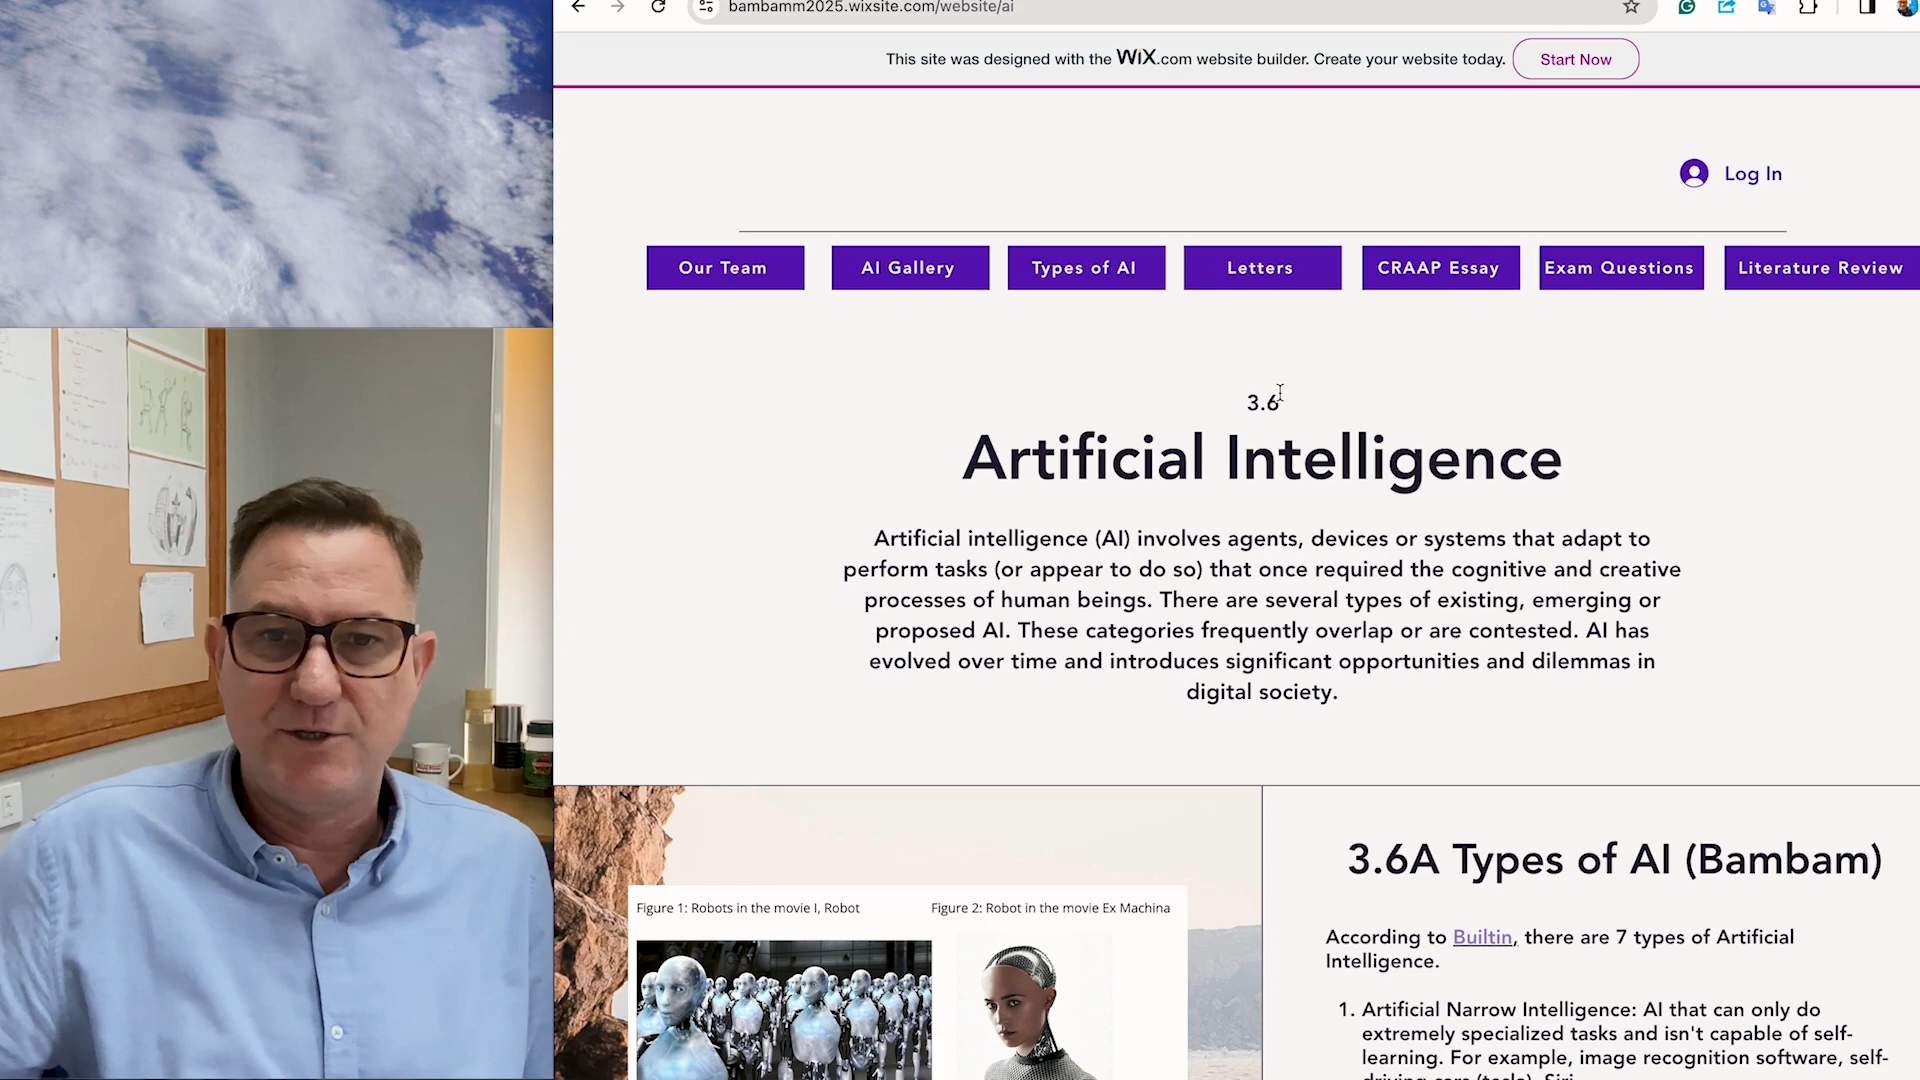 bambamm2025.wixsite.com/website/ai
This site was designed with the WiX.com website builder. Create your website today.
Start Now
Log In
Our Team
AI Gallery
Types of AI
Letters
CRAAP Essay
Exam Questions
Literature Review
3.6
Artificial Intelligence
Artificial intelligence (AI) involves agents, devices or systems that adapt to
perform tasks (or appear to do so) that once required the cognitive and creative
processes of human beings. There are several types of existing, emerging or
proposed AI. These categories frequently overlap or are contested. AI has
evolved over time and introduces significant opportunities and dilemmas in
digital society.
Figure 1: Robots in the movie I, Robot
Figure 2: Robot in the movie Ex Machina
3.6A Types of AI (Bambam)
According to Builtin, there are 7 types of Artificial
Intelligence.
1. Artificial Narrow Intelligence: AI that can only do
extremely specialized tasks and isn't capable of self-
learning. For example, image recognition software, self-
driving cars (tesla), Siri